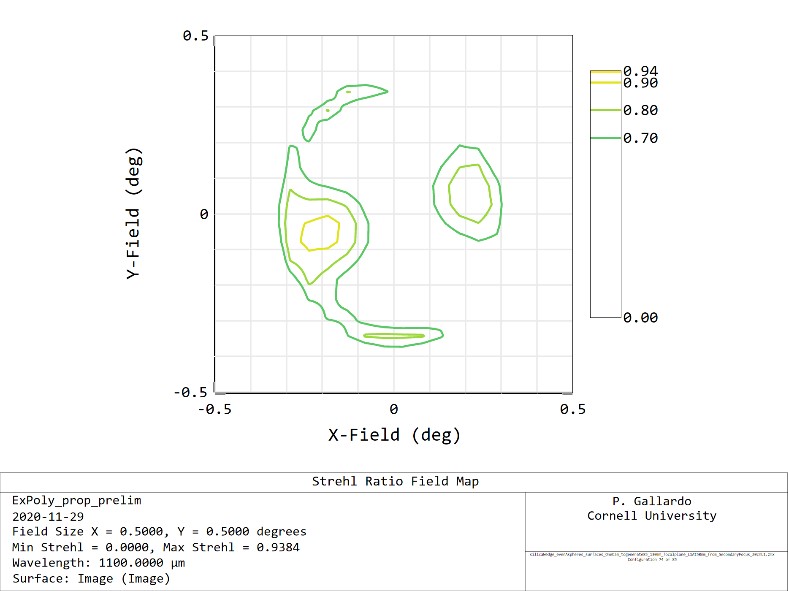 0.5
0
-0.5
Y-Field (deg)
-0.5
0
0.5
X-Field (deg)
0.94
0.90
0.80
0.70
0.00
Strehl Ratio Field Map
ExPoly_prop_prelim
2020-11-29
Field Size X = 0.5000, Y = 0.5000 degrees
Min Strehl = 0.0000, Max Strehl = 0.9384
Wavelength: 1100.0000 µm
Surface: Image (Image)
P. Gallardo
Cornell University